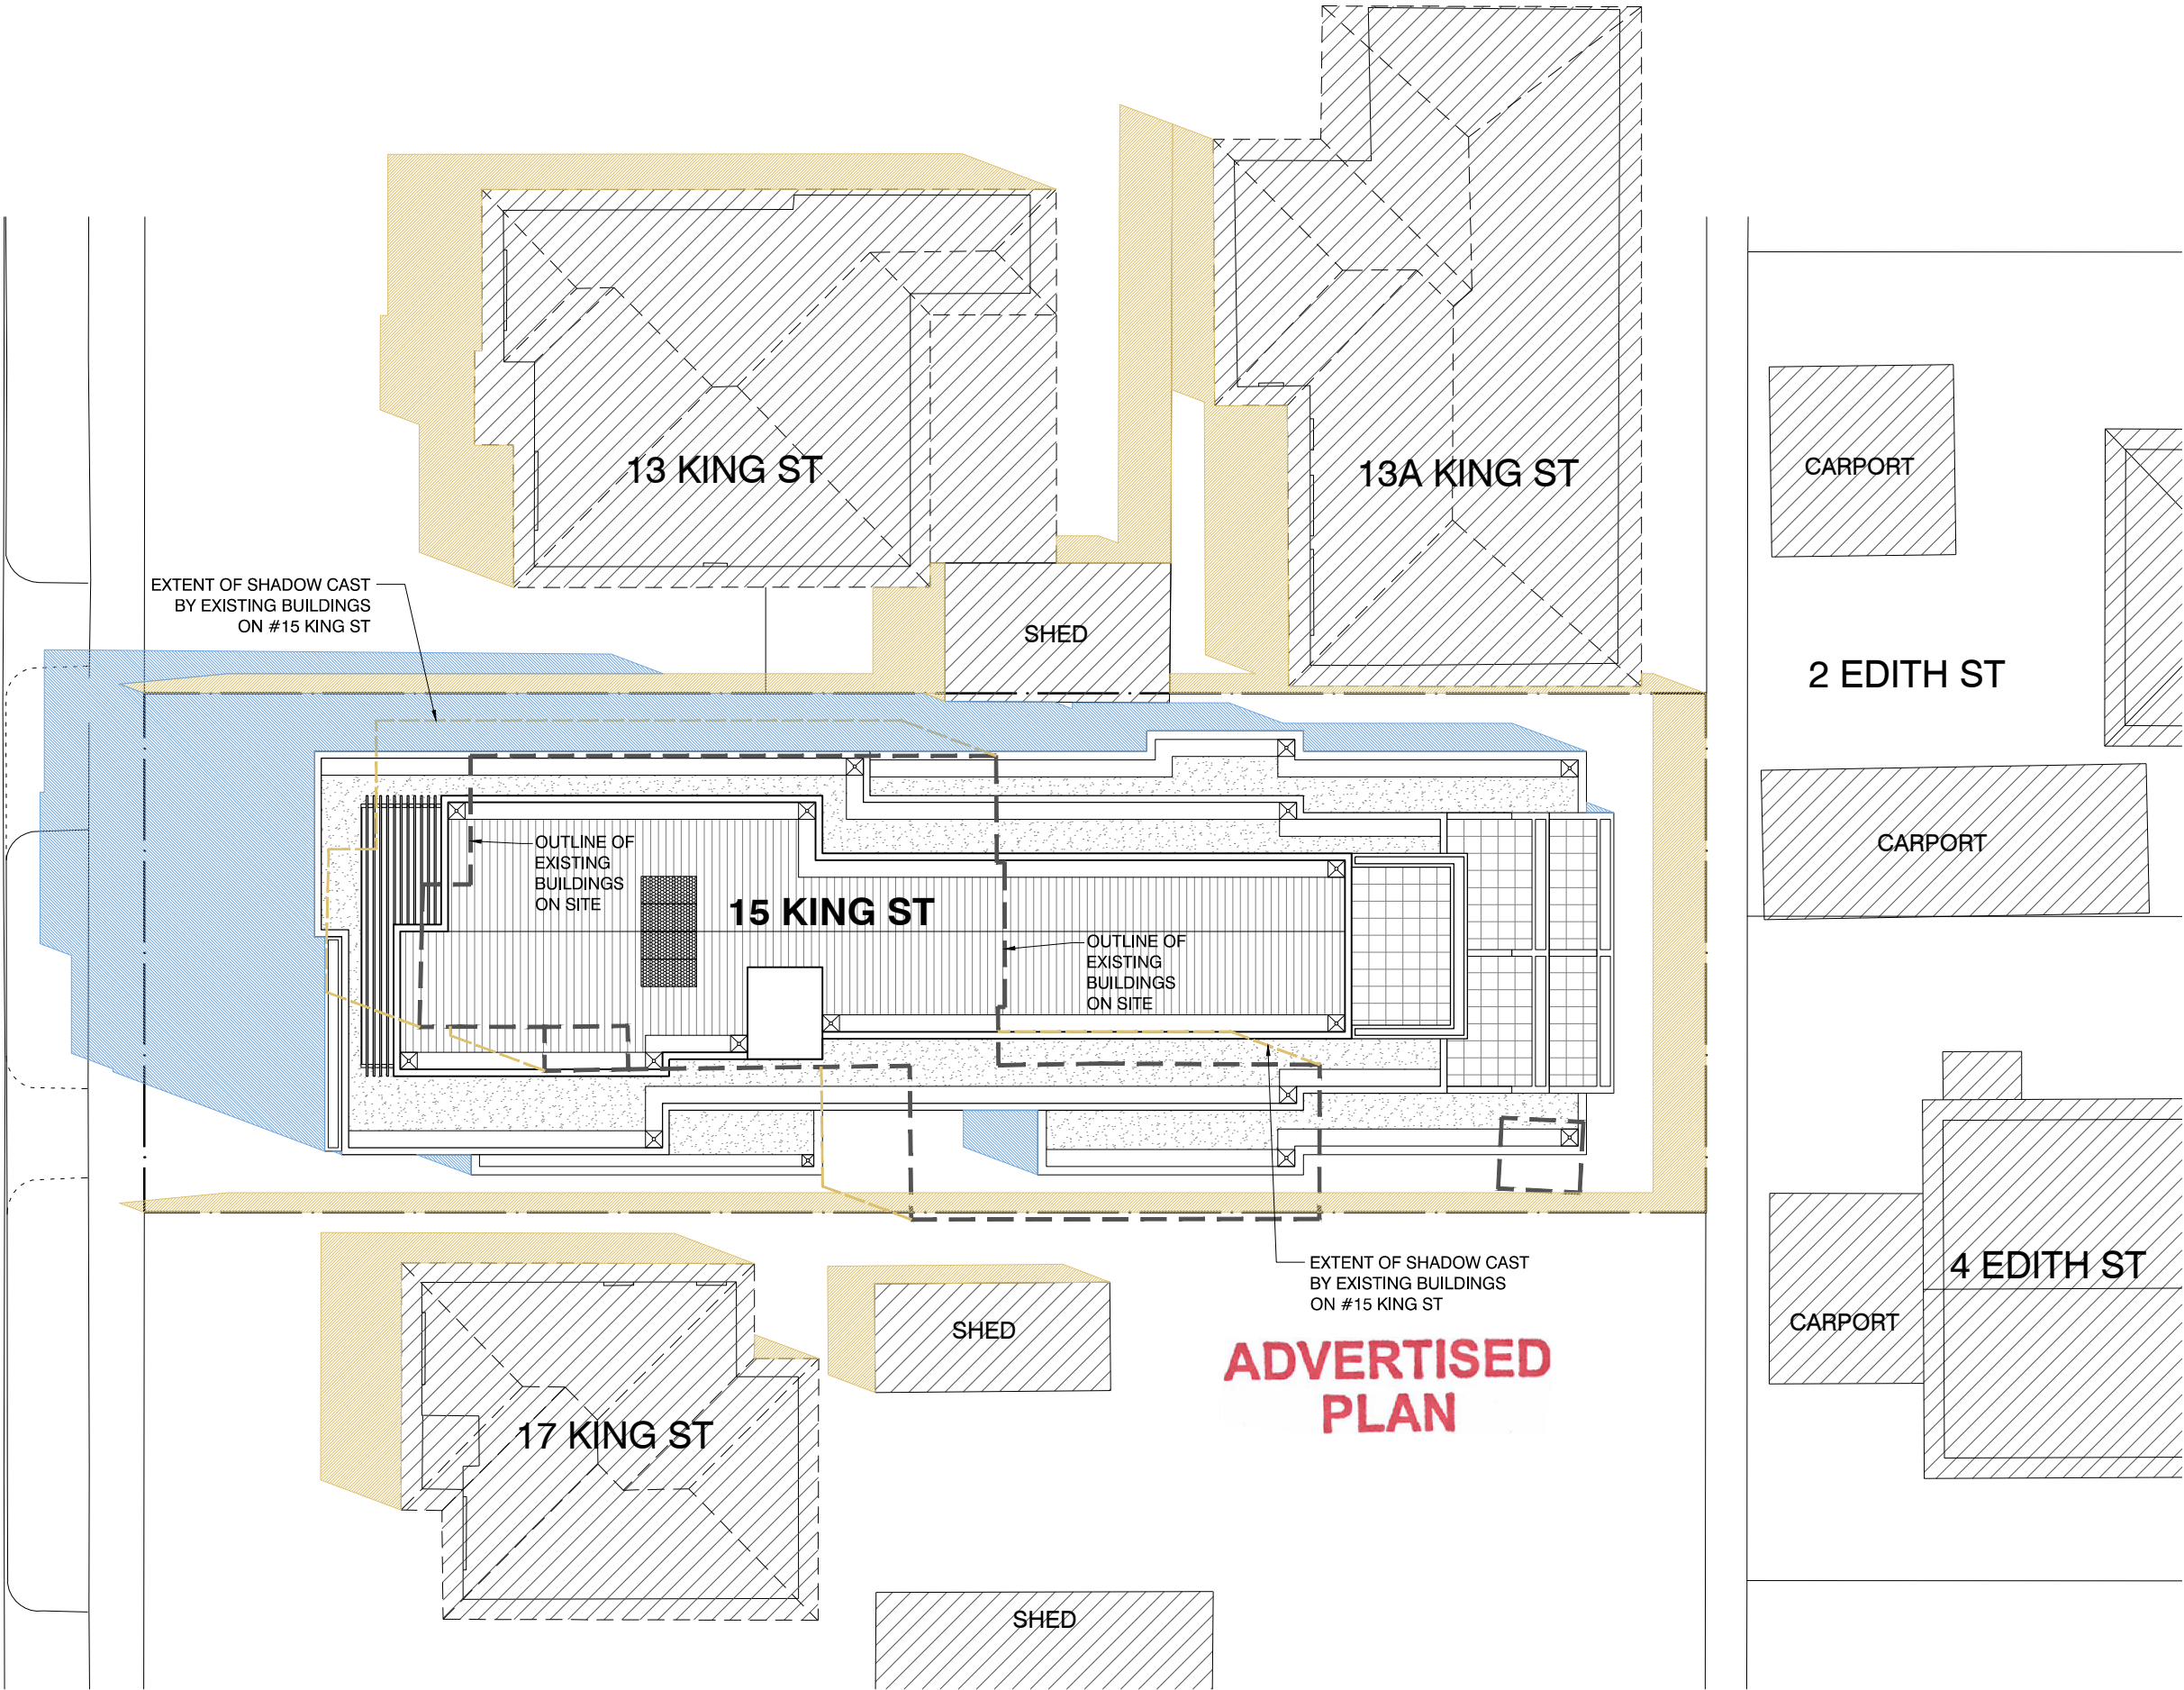 13 KING ST
13A KING ST
CARPORT
EXTENT OF SHADOW CAST
BY EXISTING BUILDINGS
ON #15 KING ST
SHED
2 EDITH ST
CARPORT
OUTLINE OF
EXISTING
BUILDINGS
ON SITE
15 KING ST
OUTLINE OF
EXISTING
BUILDINGS
ON SITE
EXTENT OF SHADOW CAST
BY EXISTING BUILDINGS
ON #15 KING ST
4 EDITH ST
CARPORT
SHED
ADVERTISED
PLAN
17 KING ST
SHED